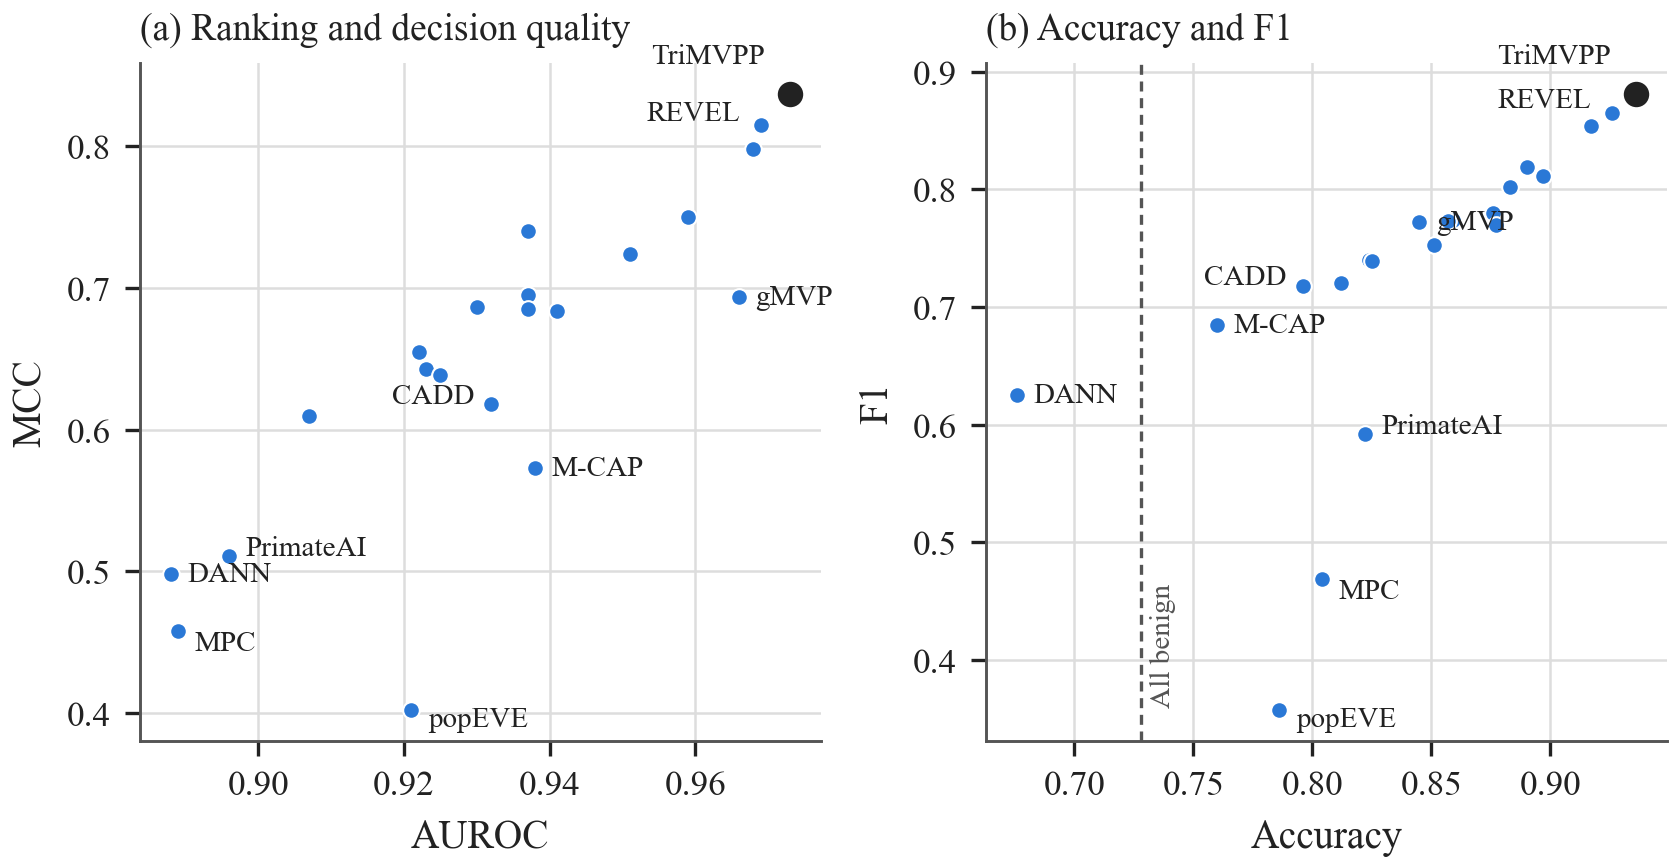 (a) Ranking and decision quality
TriMVPP
REVEL
gMVP
CADD
M-CAP
PrimateAI
DANN
MPC
popEVE
0.8
0.7
0.6
0.5
0.4
MCC
0.90
0.92
0.94
0.96
AUROC
(b) Accuracy and F1
TriMVPP
REVEL
gMVP
CADD
M-CAP
DANN
PrimateAI
MPC
popEVE
All benign
0.9
0.8
0.7
0.6
0.5
0.4
F1
0.70
0.75
0.80
0.85
0.90
Accuracy